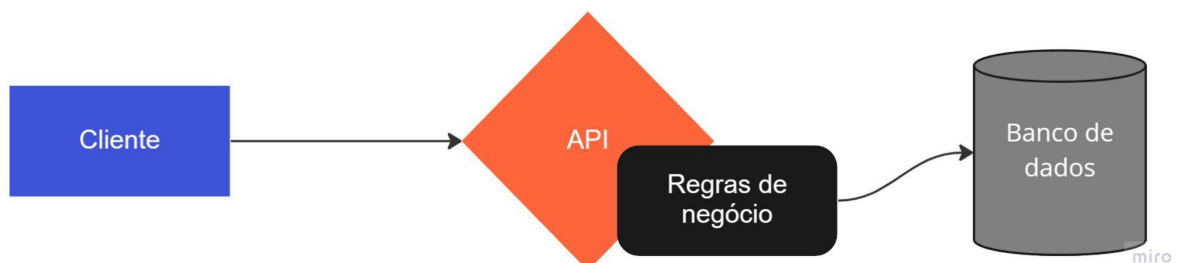 Cliente
API
Regras de
negócio
Banco de
dados
miro